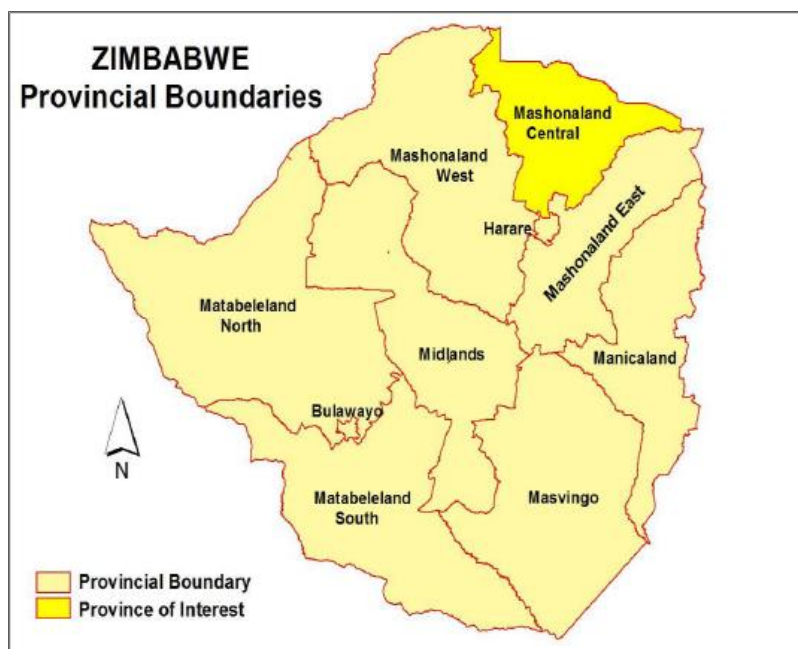 ZIMBABWE
Provincial Boundaries
Mashonaland
Central
Mashonaland
West
Harare
Mashonaland East
Matabeleland
North
Midlands
Manicaland
Bulawayo
N
Matabeleland
South
Masvingo
Provincial Boundary
Province of Interest